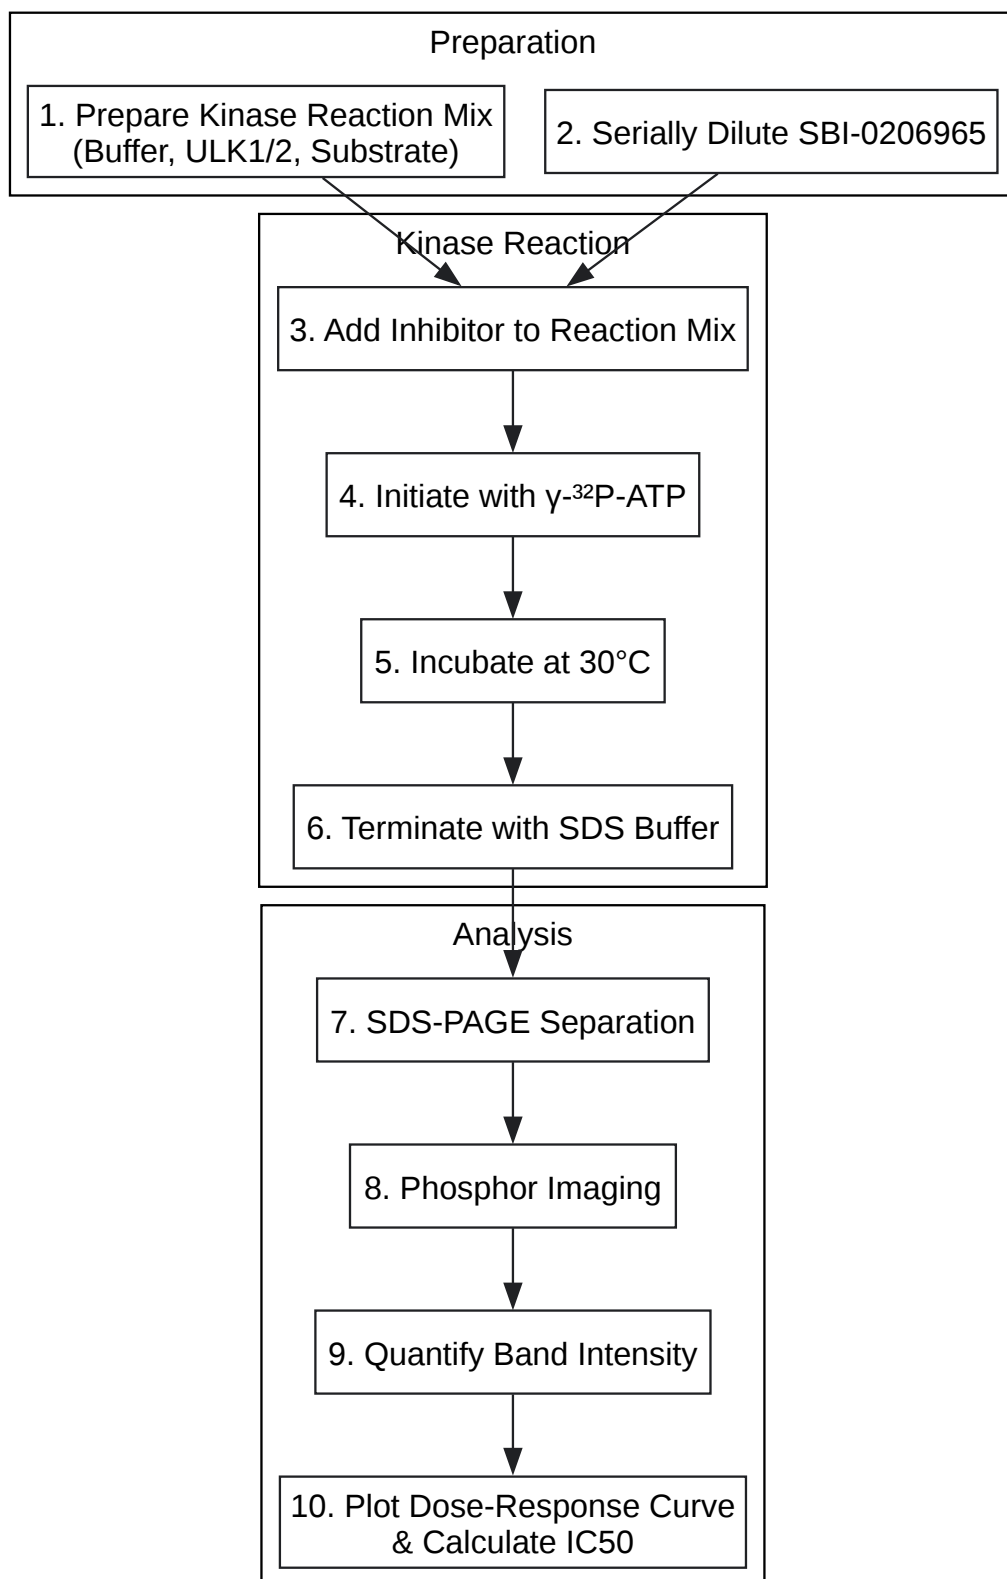 Preparation
1. Prepare Kinase Reaction Mix
(Buffer, ULK1/2, Substrate)
2. Serially Dilute SBI-0206965
Kinase Reaction
3. Add Inhibitor to Reaction Mix
4. Initiate with γ-³²P-ATP
5. Incubate at 30°C
6. Terminate with SDS Buffer
Analysis
7. SDS-PAGE Separation
8. Phosphor Imaging
9. Quantify Band Intensity
10. Plot Dose-Response Curve
& Calculate IC50